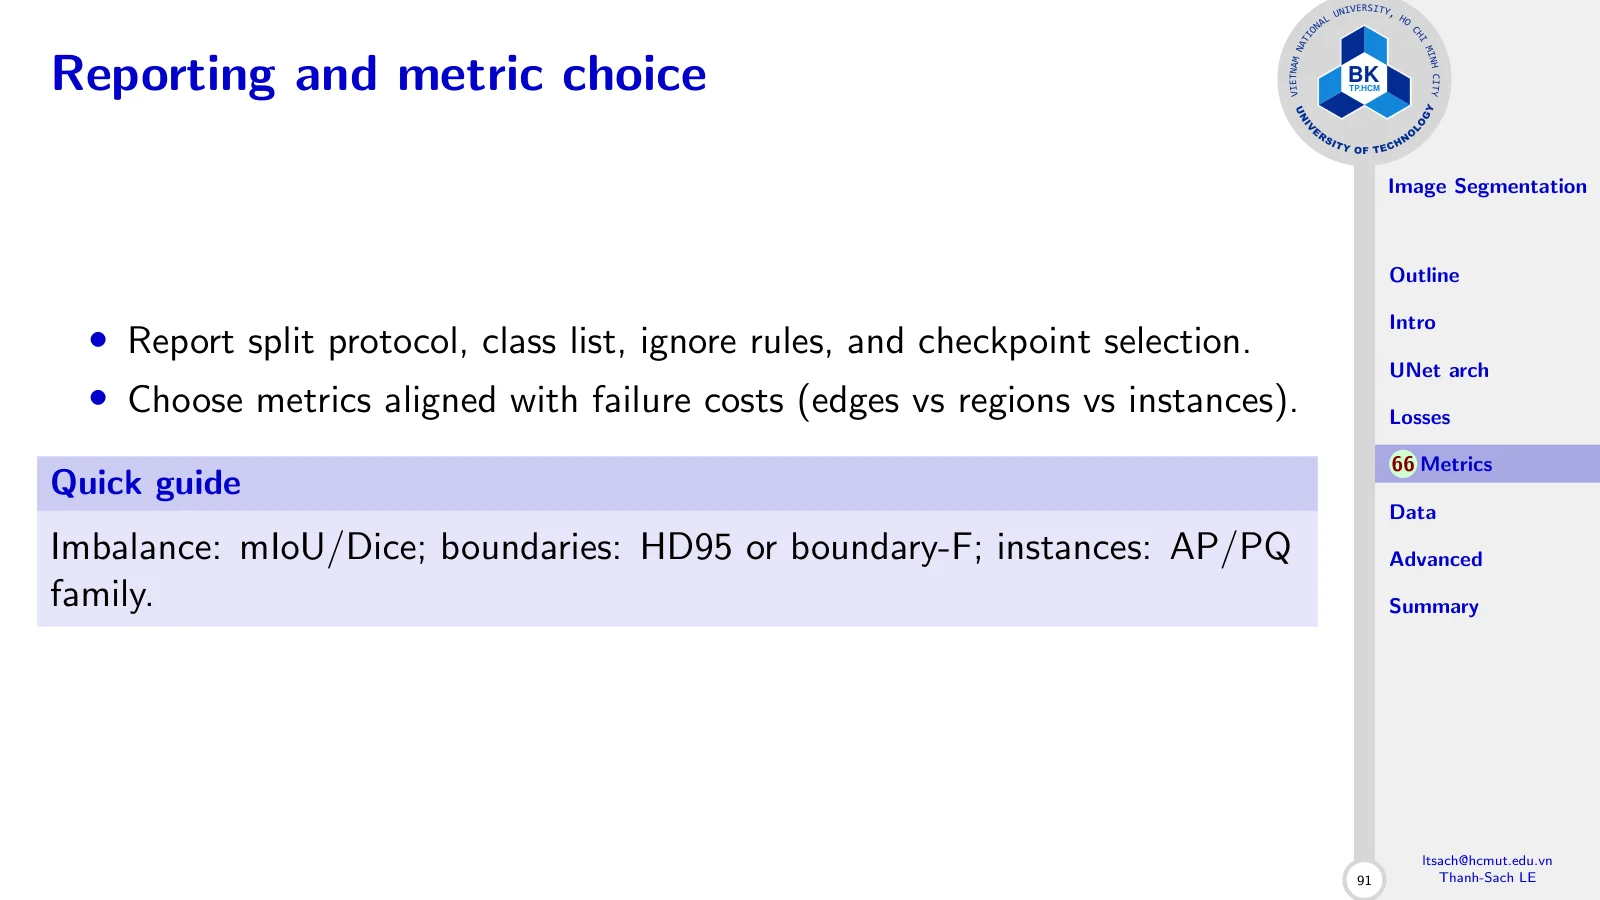 Reporting and metric choice
• Report split protocol, class list, ignore rules, and checkpoint selection.
• Choose metrics aligned with failure costs (edges vs regions vs instances).
Quick guide
Imbalance: mIoU/Dice; boundaries: HD95 or boundary-F; instances: AP/PQ
family.
VIETNAM NATIONAL UNIVERSITY, HO CHI MINH CITY
BK
TP.HCM
UNIVERSITY OF TECHNOLOGY
Image Segmentation
Outline
Intro
UNet arch
Losses
66 Metrics
Data
Advanced
Summary
ltsach@hcmut.edu.vn
Thanh-Sach LE
91